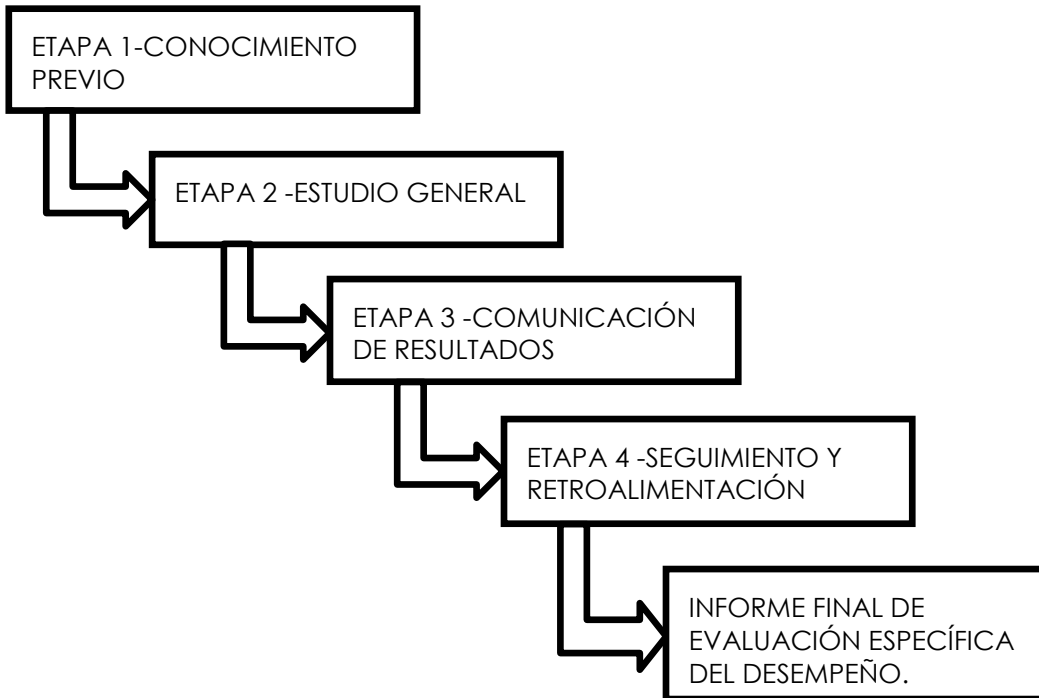 ETAPA 1-CONOCIMIENTO
PREVIO
ETAPA 2 -ESTUDIO GENERAL
ETAPA 3 -COMUNICACIÓN
DE RESULTADOS
ETAPA 4 -SEGUIMIENTO Y
RETROALIMENTACIÓN
INFORME FINAL DE
EVALUACIÓN ESPECÍFICA
DEL DESEMPEÑO.